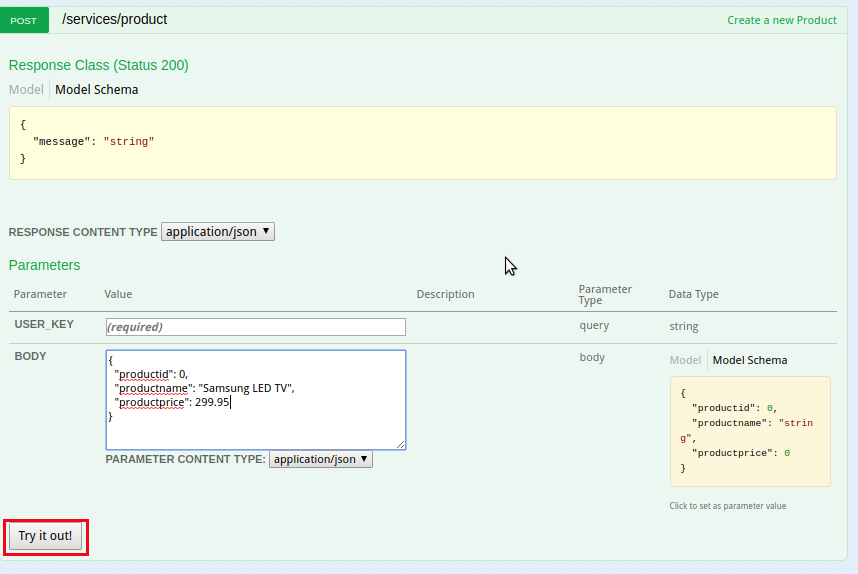 POST /services/product Create a new Product
Response Class (Status 200)
Model Model Schema
{
"message": "string"
}
RESPONSE CONTENT TYPE application/json
Parameters
Parameter Value Description Parameter Type Data Type
USER_KEY (required) query string
BODY
{
"productid": 0,
"productname": "Samsung LED TV",
"productprice": 299.95
}
PARAMETER CONTENT TYPE: application/json
body
Model Model Schema
{
"productid": 0,
"productname": "strin
g",
"productprice": 0
}
Click to set as parameter value
Try it out!